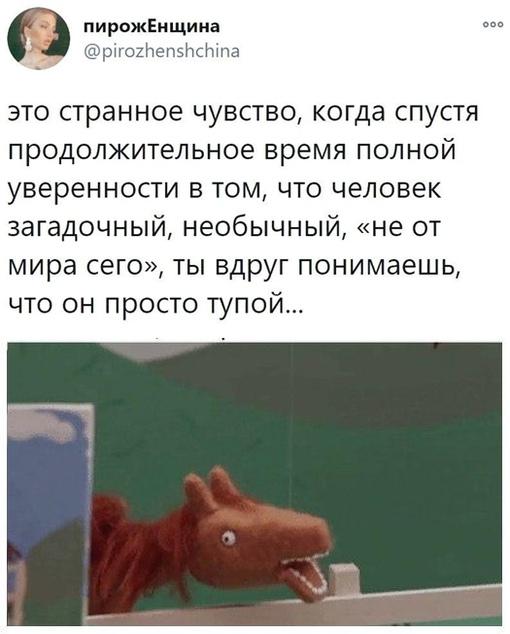 пирожЕнщина
@pirozhenshchina
это странное чувство, когда спустя
продолжительное время полной
уверенности в том, что человек
загадочный, необычный, «не от
мира сего», ты вдруг понимаешь,
что он просто тупой...